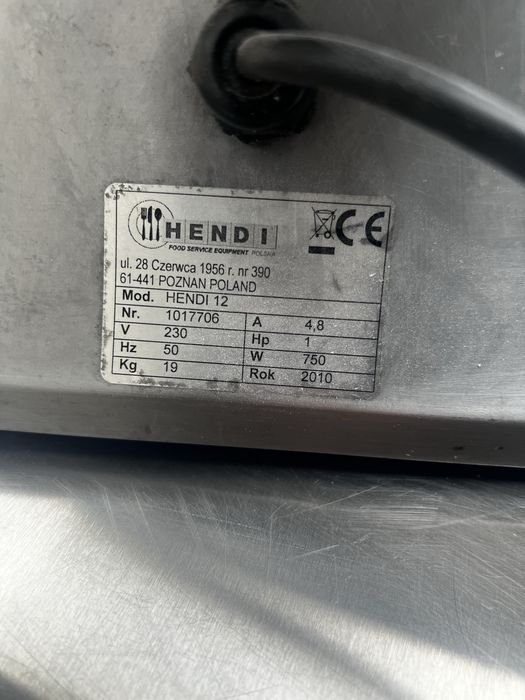 HENDI
FOOD SERVICE EQUIPMENT POLSKA
CE
ul. 28 Czerwca 1956 r. nr 390
61-441 POZNAN POLAND
Mod. HENDI 12
Nr. 1017706 A 4,8
V 230 Hp 1
Hz 50 W 750
Kg 19 Rok 2010